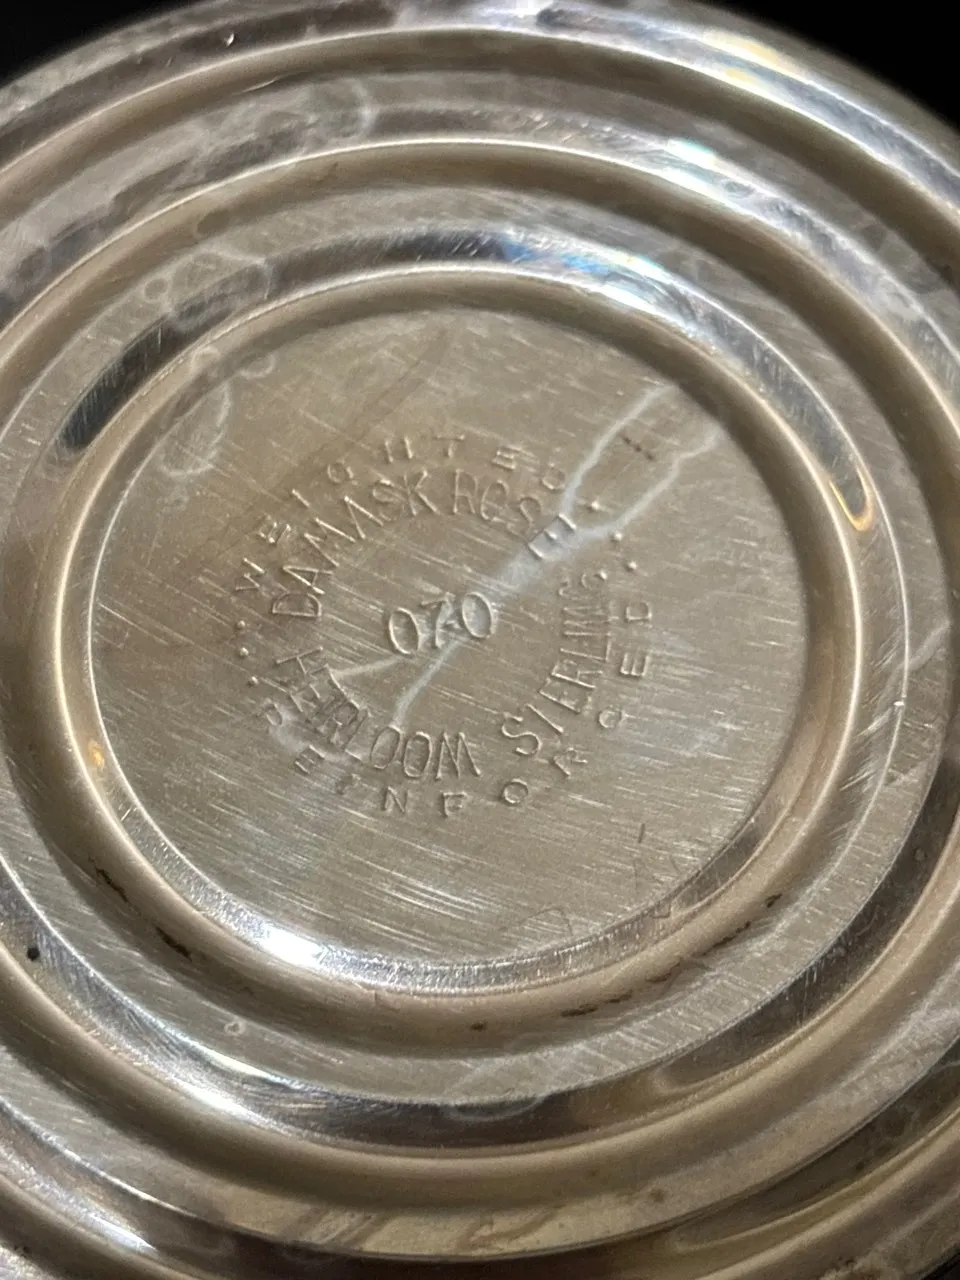 WEIGHTED
DAMASK ROSE
070
HEIRLOOM STERLING
REINFORCED